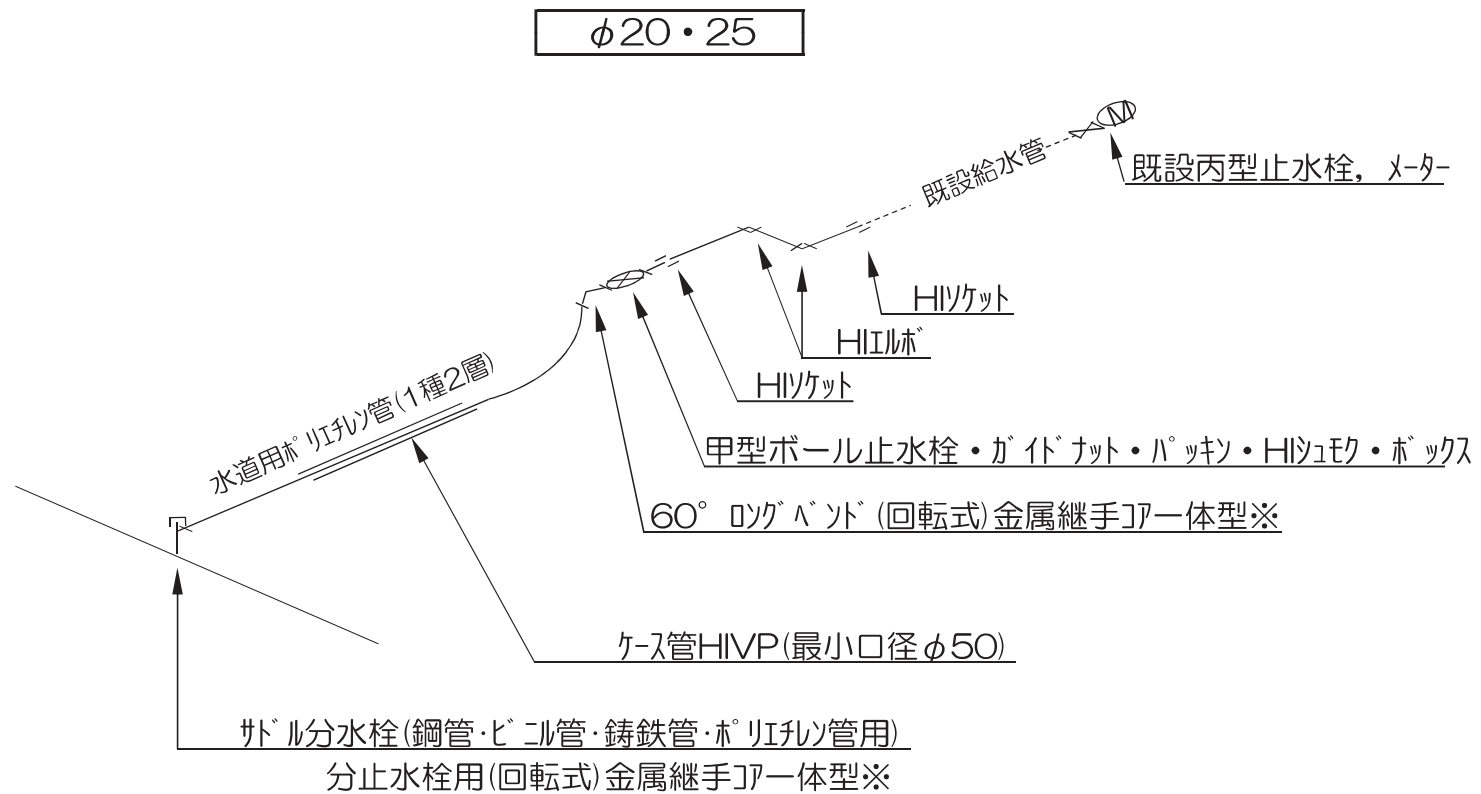 φ20・25
既設給水管
既設丙型止水栓，ﾒｰﾀｰ
HIｿｹｯﾄ
HIｴﾙﾎﾞ
HIｿｹｯﾄ
水道用ﾎﾟﾘｴﾁﾚﾝ管(1種2層)
甲型ボール止水栓・ｶﾞｲﾄﾞﾅｯﾄ・ﾊﾟｯｷﾝ・HIｼｭﾓｸ・ﾎﾞｯｸｽ
60°ﾛﾝｸﾞﾍﾞﾝﾄﾞ(回転式)金属継手ｺｱ一体型※
ｹｰｽ管HIVP(最小口径φ50)
ｻﾄﾞﾙ分水栓(鋼管･ﾋﾞﾆﾙ管･鋳鉄管･ﾎﾟﾘｴﾁﾚﾝ管用)
分止水栓用(回転式)金属継手ｺｱ一体型※
M